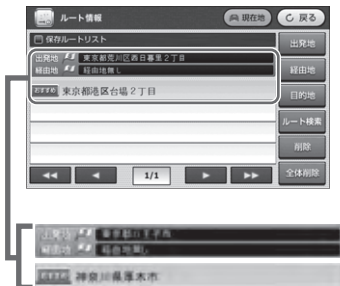 ルート情報
現在地
戻る
保存ルートリスト
出発地 東京都荒川区西日暮里2丁目
経由地 経由地無し
おすすめ 東京都港区台場2丁目
1/1
出発地
経由地
目的地
ルート検索
削除
全体削除
出発地
経由地 経由地無し
おすすめ 神奈川県厚木市